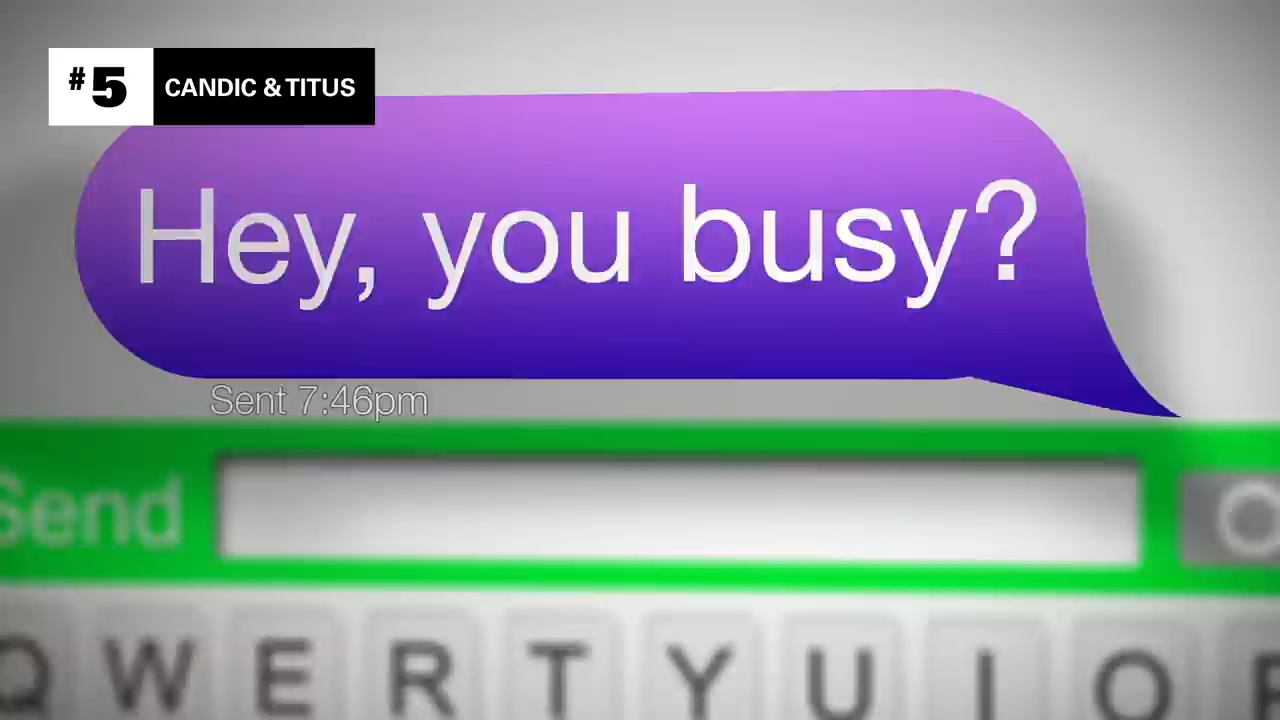 #5 CANDIC & TITUS
Hey, you busy?
Sent 7:46pm
Send
Q W E R T Y U I O P